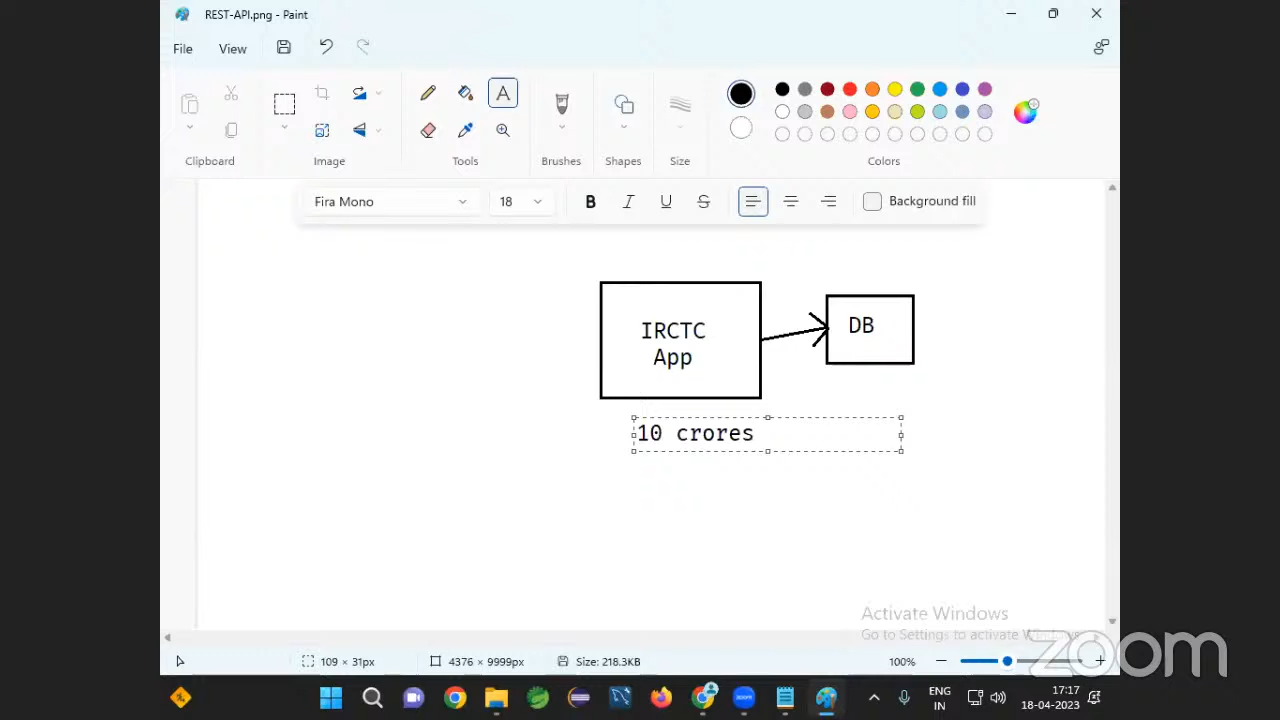 REST-API.png - Paint
File View
Clipboard Image Tools Brushes Shapes Size Colors
Fira Mono 18 B I U S Background fill
IRCTC
App
DB
10 crores
Activate Windows
Go to Settings to activate Windows.
109 × 31px 4376 × 9999px Size: 218.3KB 100%
zoom
ENG
IN
17:17
18-04-2023